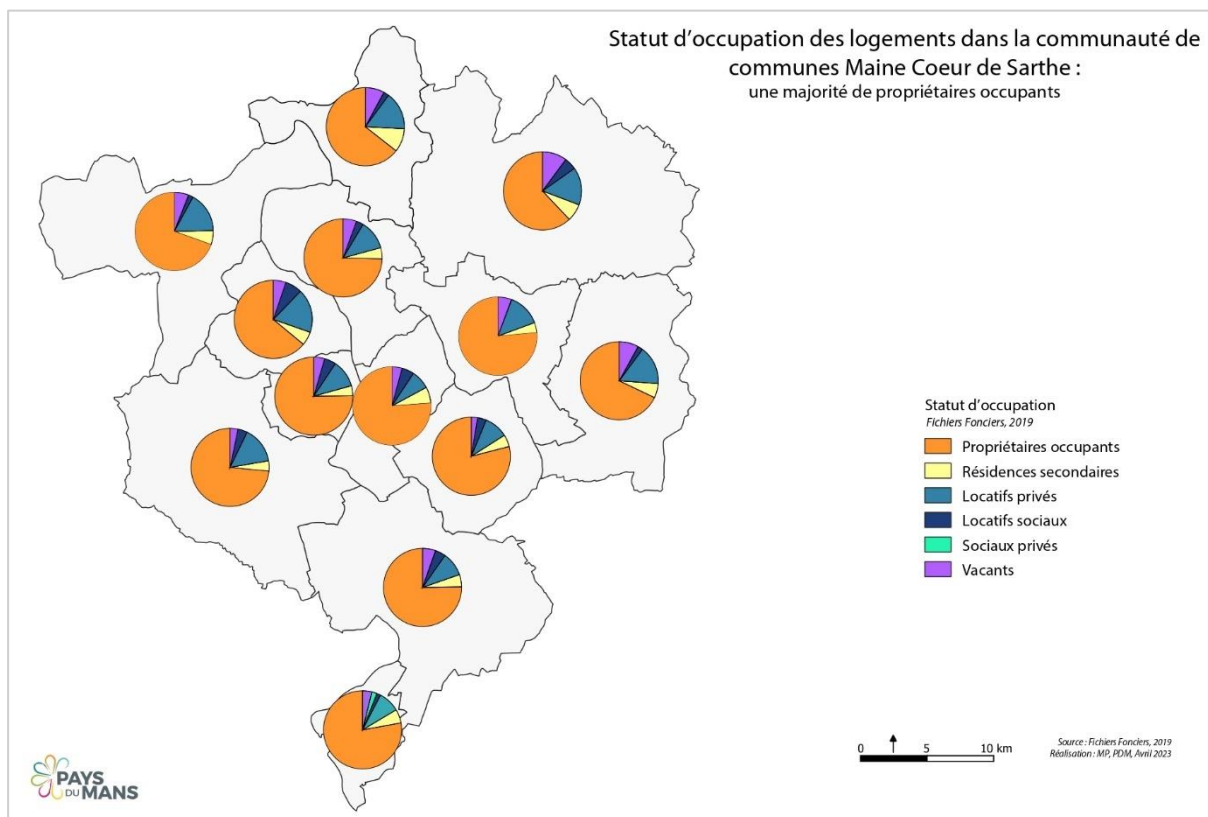 Statut d'occupation des logements dans la communauté de
communes Maine Coeur de Sarthe :
une majorité de propriétaires occupants
Statut d'occupation
Fichiers Fonciers, 2019
Propriétaires occupants
Résidences secondaires
Locatifs privés
Locatifs sociaux
Sociaux privés
Vacants
0 5 10 km
Source : Fichiers Fonciers, 2019
Réalisation : MP, PDM, Avril 2023
PAYS
DU MANS